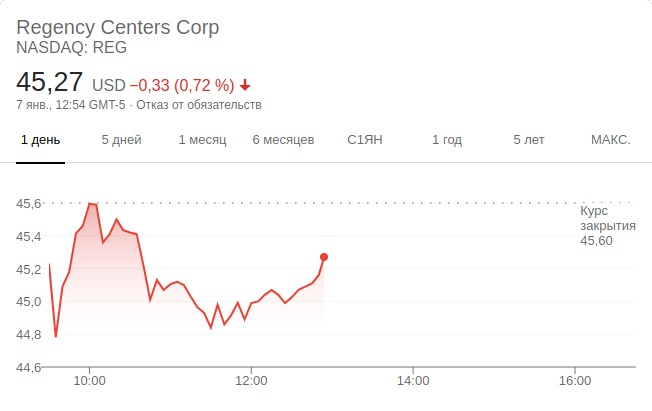 Regency Centers Corp
NASDAQ: REG
45,27 USD −0,33 (0,72 %)
7 янв., 12:54 GMT-5 · Отказ от обязательств
1 день 5 дней 1 месяц 6 месяцев С1ЯН 1 год 5 лет МАКС.
45,6
Курс
закрытия
45,60
45,4
45,2
45,0
44,8
44,6
10:00 12:00 14:00 16:00